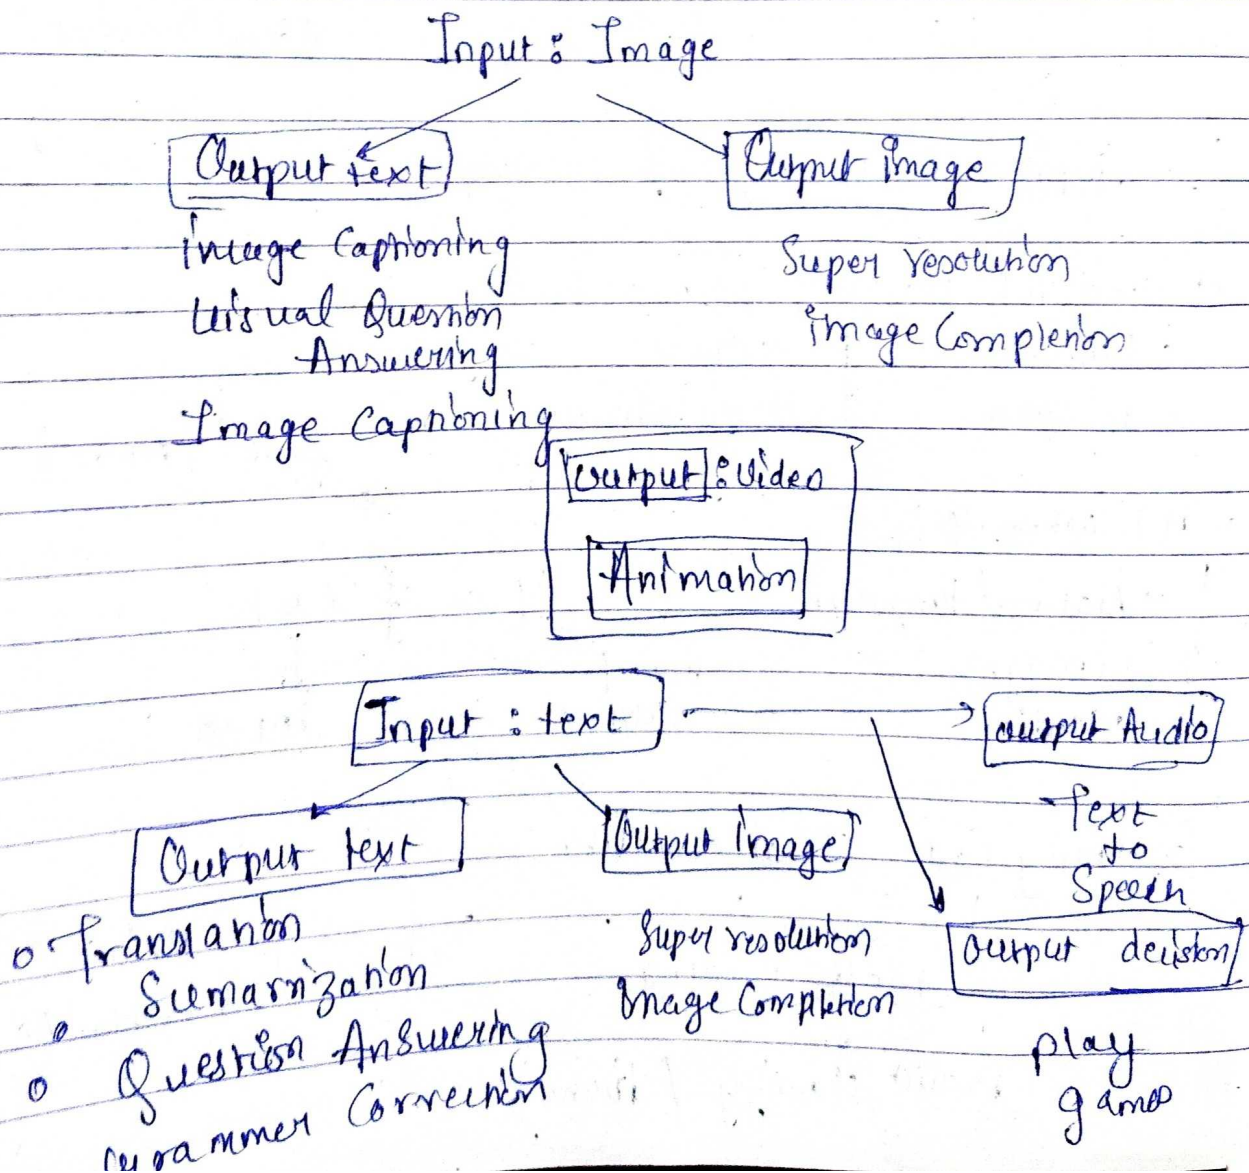 Input : Image
Output text
Output image
image Captioning
Super resolution
Visual Question
image Completion
Answering
Image Captioning
Output : Video
Animation
Input : text
Output Audio
Text
to
Speech
Output text
Output image
Output decision
Translation
Super resolution
Sumarrization
Image Completion
Question Answering
play
game
Grammer Correction